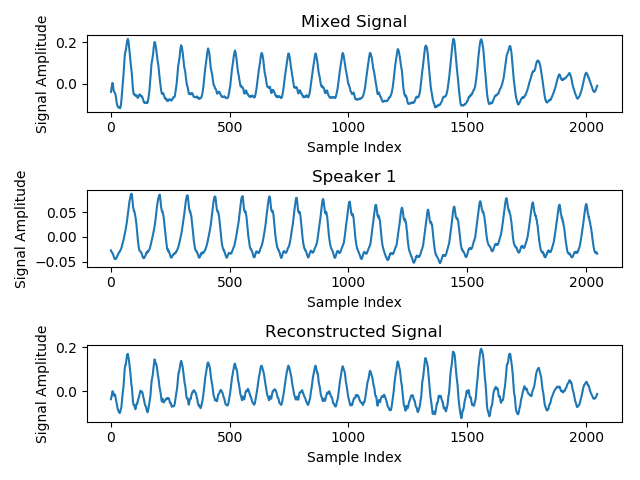 Mixed Signal
Signal Amplitude
0.2
0.0
0
500
1000
1500
2000
Sample Index
Speaker 1
Signal Amplitude
0.05
0.00
−0.05
0
500
1000
1500
2000
Sample Index
Reconstructed Signal
Signal Amplitude
0.2
0.0
0
500
1000
1500
2000
Sample Index